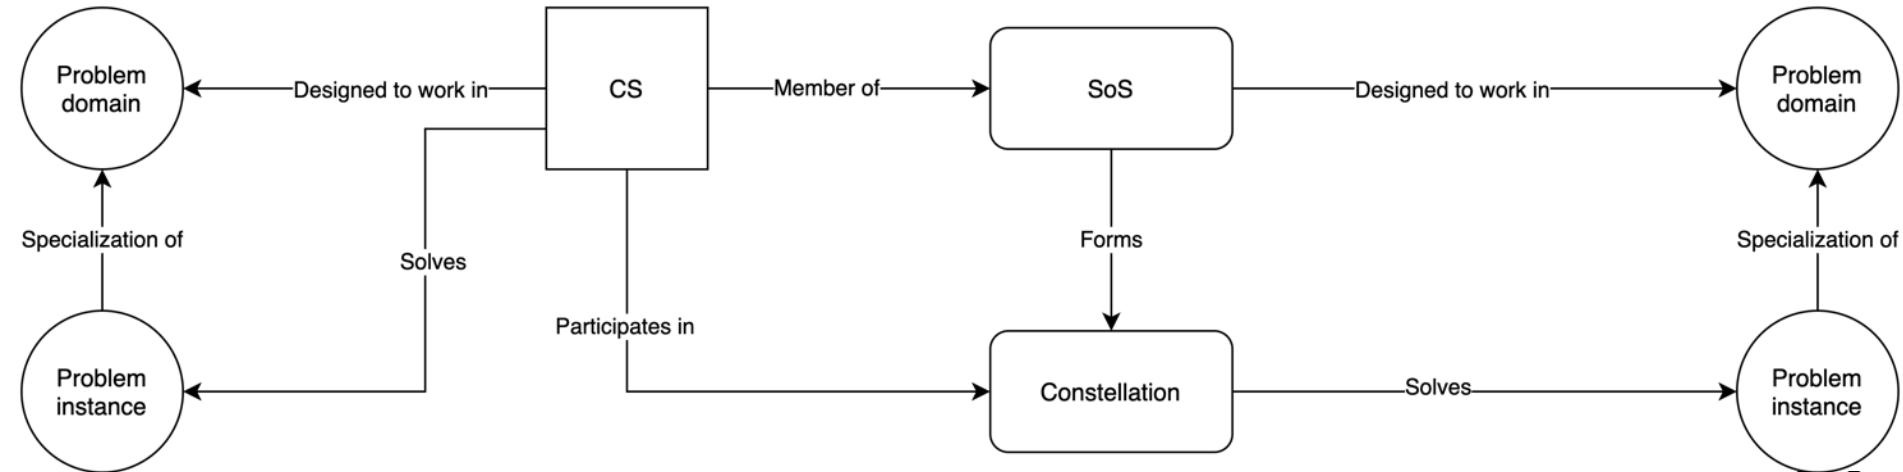 Problem
domain
Designed to work in
CS
Member of
SoS
Designed to work in
Problem
domain
Specialization of
Solves
Forms
Specialization of
Participates in
Problem
instance
Constellation
Solves
Problem
instance